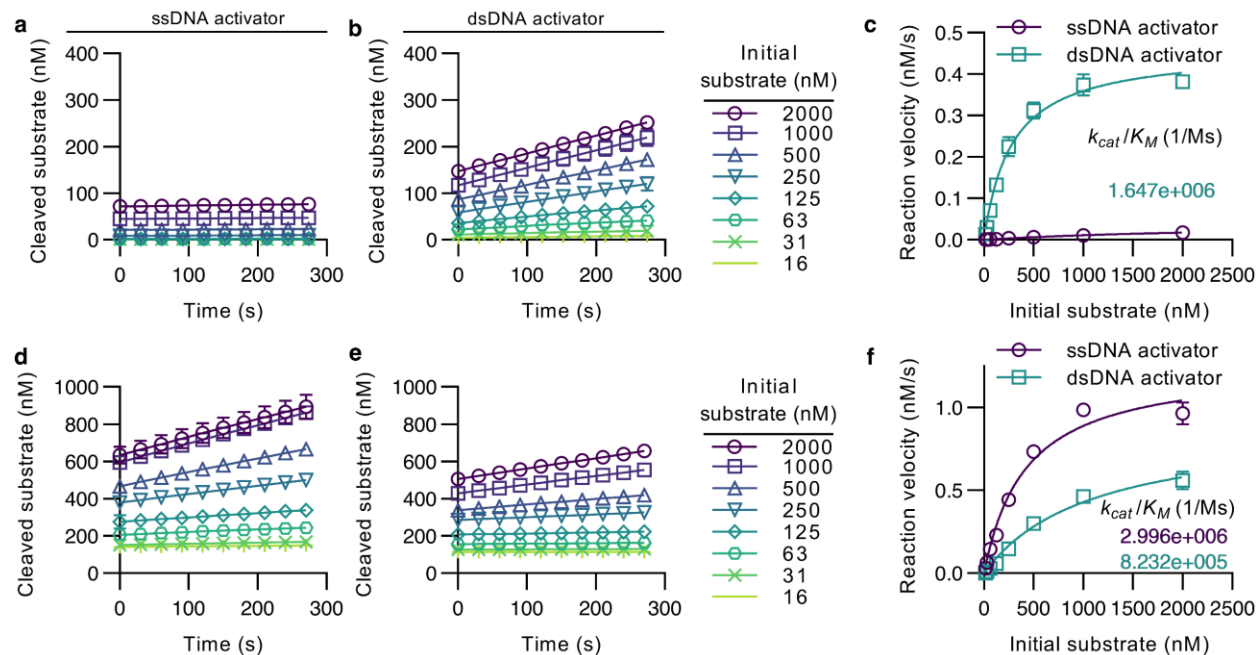 a
ssDNA activator
400
300
200
100
0
Cleaved substrate (nM)
0 100 200 300
Time (s)
b
dsDNA activator
400
300
200
100
0
Cleaved substrate (nM)
0 100 200 300
Time (s)
Initial
substrate (nM)
2000
1000
500
250
125
63
31
16
c
ssDNA activator
dsDNA activator
0.5
0.4
0.3
0.2
0.1
0.0
Reaction velocity (nM/s)
kcat/KM (1/Ms)
1.647e+006
0 500 1000 1500 2000 2500
Initial substrate (nM)
d
1000
800
600
400
200
0
Cleaved substrate (nM)
0 100 200 300
Time (s)
e
1000
800
600
400
200
0
Cleaved substrate (nM)
0 100 200 300
Time (s)
Initial
substrate (nM)
2000
1000
500
250
125
63
31
16
f
ssDNA activator
dsDNA activator
1.0
0.5
0.0
Reaction velocity (nM/s)
kcat/KM (1/Ms)
2.996e+006
8.232e+005
0 500 1000 1500 2000 2500
Initial substrate (nM)